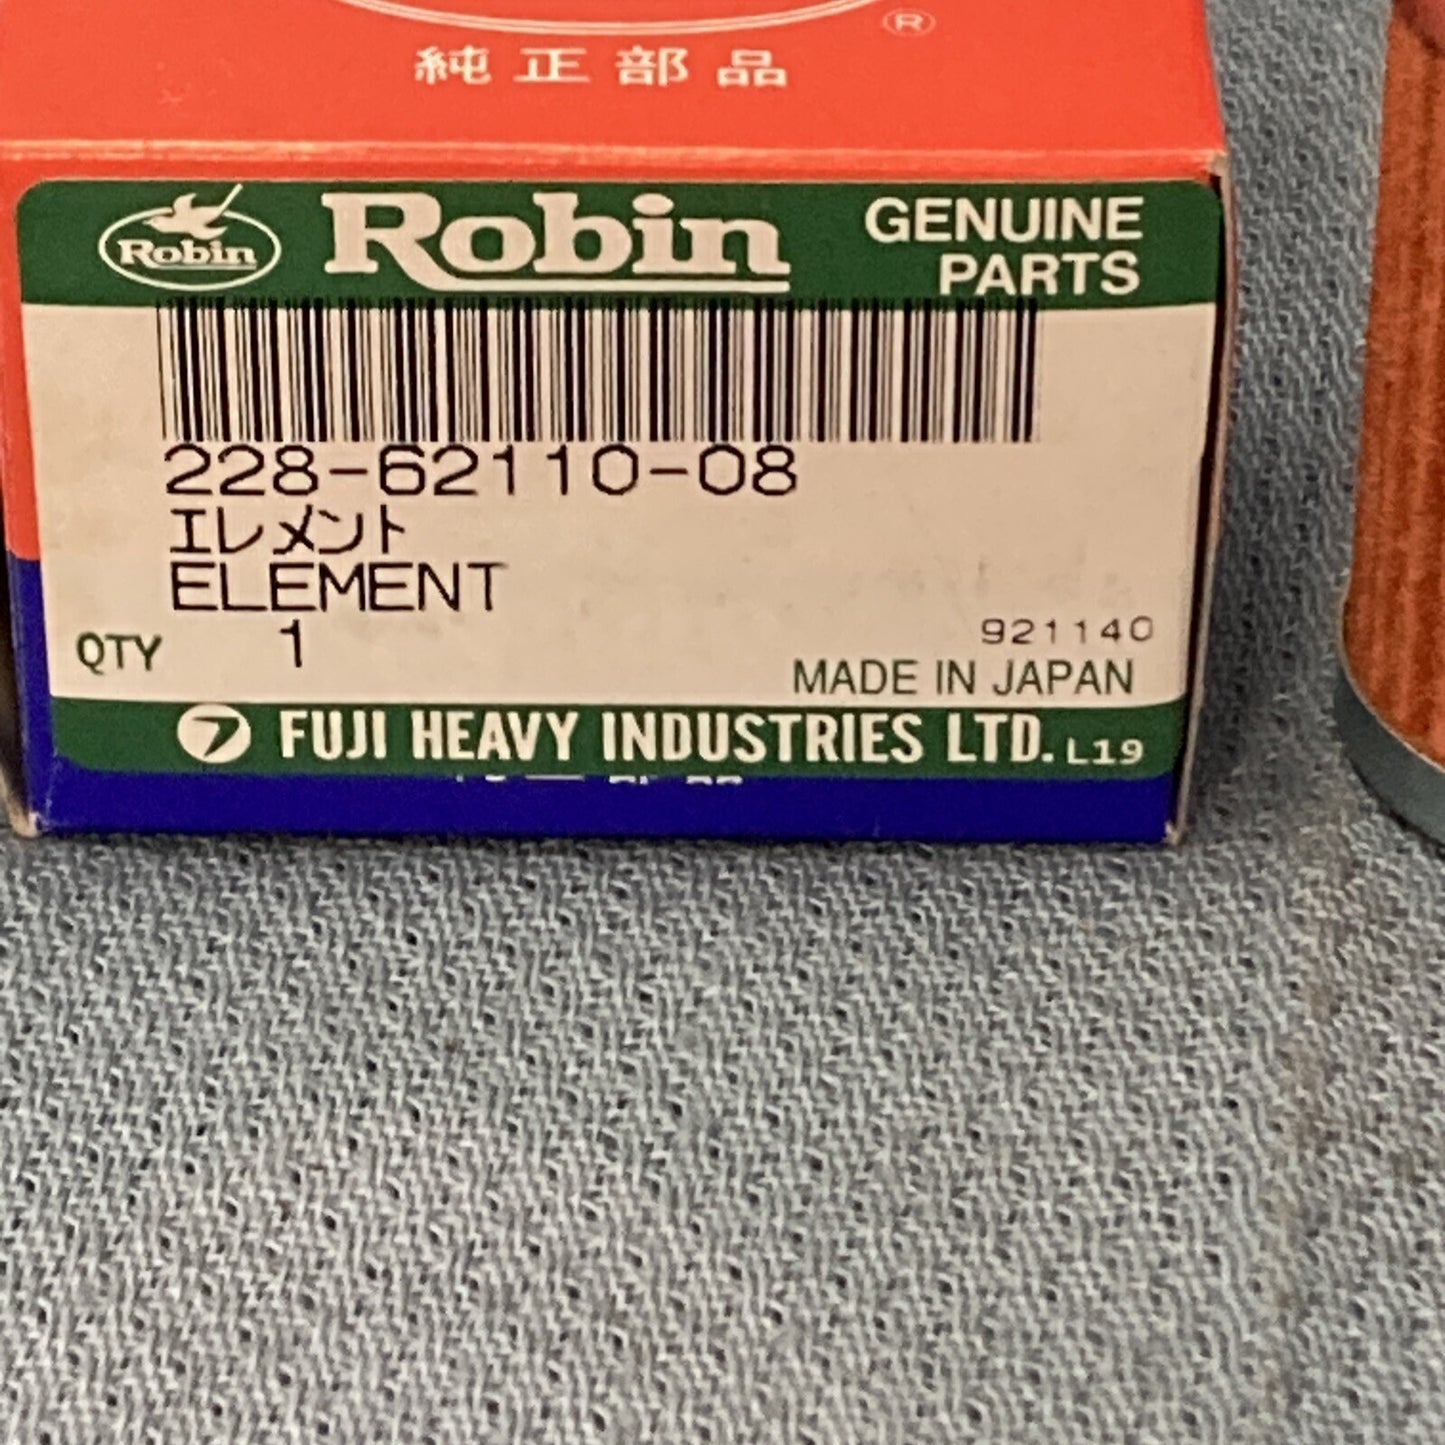 ®
純正部品
Robin Robin GENUINE
PARTS
228-62110-08
エレメント
ELEMENT
QTY 1
921140
MADE IN JAPAN
FUJI HEAVY INDUSTRIES LTD. L19